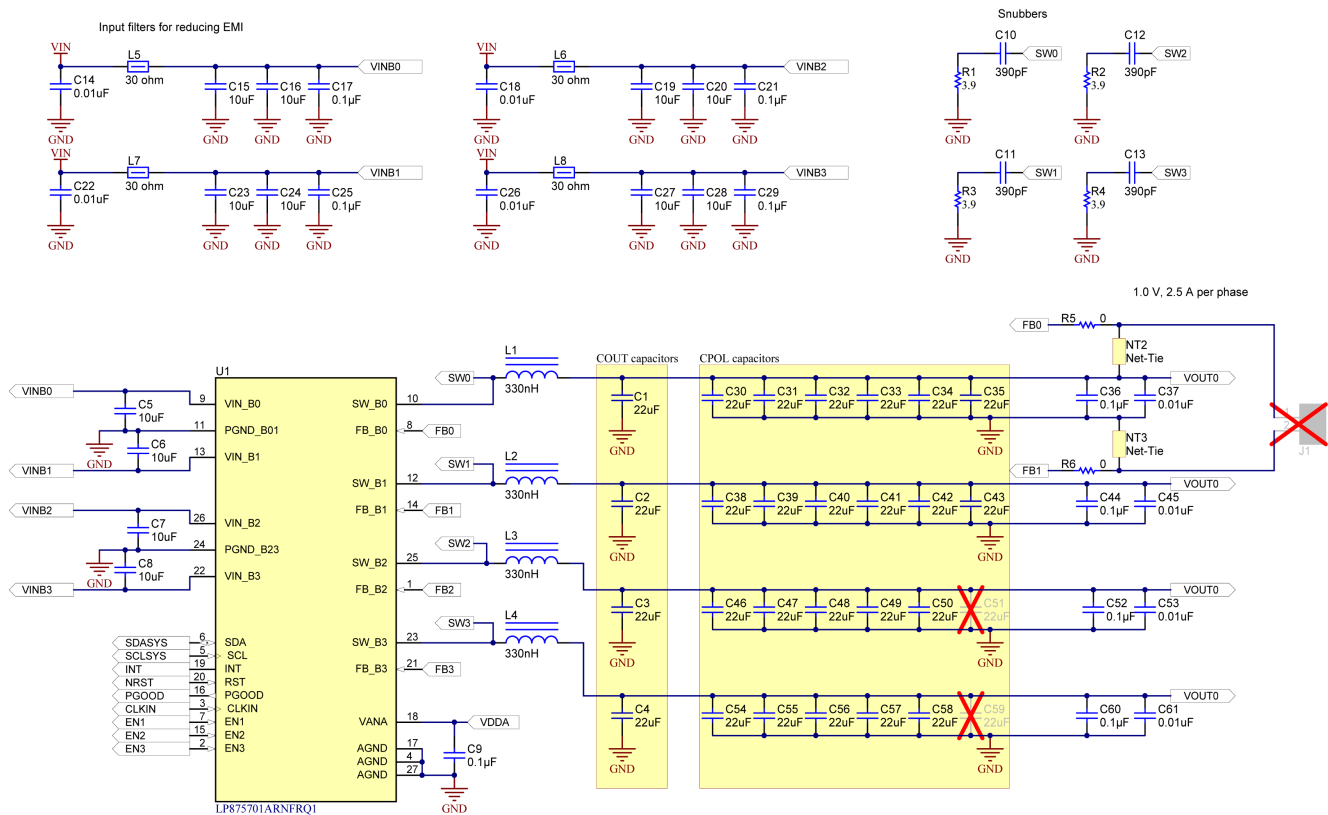 Input filters for reducing EMI
Snubbers
VIN
L5
30 ohm
C14
0.01uF
GND
C15
10uF
GND
C16
10uF
GND
C17
0.1µF
GND
VINB0
VIN
L6
30 ohm
C18
0.01uF
GND
C19
10uF
GND
C20
10uF
GND
C21
0.1µF
GND
VINB2
C10
390pF
SW0
R1
3.9
GND
C12
390pF
SW2
R2
3.9
GND
VIN
L7
30 ohm
C22
0.01uF
GND
C23
10uF
GND
C24
10uF
GND
C25
0.1µF
GND
VINB1
VIN
L8
30 ohm
C26
0.01uF
GND
C27
10uF
GND
C28
10uF
GND
C29
0.1µF
GND
VINB3
C11
390pF
SW1
R3
3.9
GND
C13
390pF
SW3
R4
3.9
GND
1.0 V, 2.5 A per phase
FB0
R5
0
NT2
Net-Tie
COUT capacitors
CPOL capacitors
U1
VINB0
C5
10uF
GND
C6
10uF
VINB1
VINB2
C7
10uF
GND
C8
10uF
VINB3
9
VIN_B0
11
PGND_B01
13
VIN_B1
26
VIN_B2
24
PGND_B23
22
VIN_B3
SDASYS
6
SDA
SCLSYS
5
SCL
INT
19
INT
NRST
20
RST
PGOOD
16
PGOOD
CLKIN
3
CLKIN
EN1
7
EN1
EN2
15
EN2
EN3
2
EN3
SW_B0
10
FB_B0
8
FB0
SW_B1
12
FB_B1
14
FB1
SW_B2
25
FB_B2
1
FB2
SW_B3
23
FB_B3
21
FB3
VANA
18
VDDA
AGND
17
AGND
4
AGND
27
C9
0.1µF
GND
LP875701ARNFRQ1
SW0
L1
330nH
C1
22uF
GND
C30
22uF
C31
22uF
C32
22uF
C33
22uF
C34
22uF
C35
22uF
GND
C36
0.1µF
C37
0.01uF
VOUT0
NT3
Net-Tie
FB1
R6
0
2
J1
SW1
L2
330nH
C2
22uF
GND
C38
22uF
C39
22uF
C40
22uF
C41
22uF
C42
22uF
C43
22uF
GND
C44
0.1µF
C45
0.01uF
VOUT0
SW2
L3
330nH
C3
22uF
GND
C46
22uF
C47
22uF
C48
22uF
C49
22uF
C50
22uF
C51
22uF
GND
C52
0.1µF
C53
0.01uF
VOUT0
SW3
L4
330nH
C4
22uF
GND
C54
22uF
C55
22uF
C56
22uF
C57
22uF
C58
22uF
C59
22uF
GND
C60
0.1µF
C61
0.01uF
VOUT0